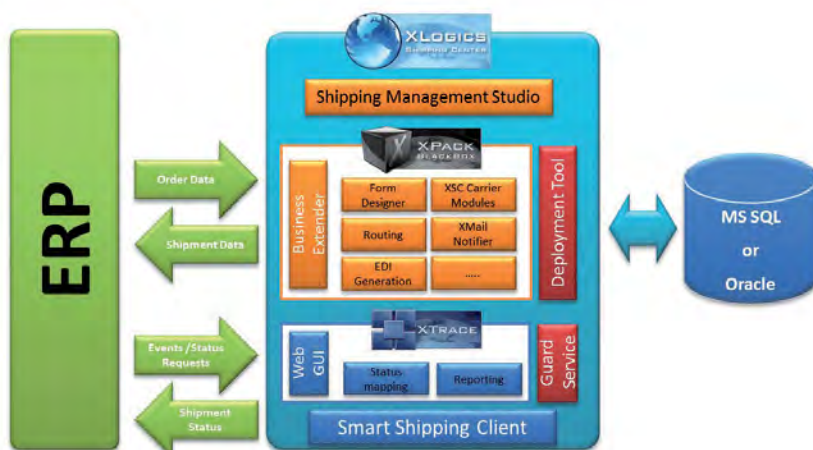 XLOGICS
SHIPPING CENTER
Shipping Management Studio
XPACK
BLACKBOX
ERP
Order Data
Shipment Data
Business
Extender
Form
Designer
XSC Carrier
Modules
Routing
XMail
Notifier
EDI
Generation
.....
Deployment Tool
MS SQL
or
Oracle
XTRACE
Events /Status
Requests
Shipment
Status
Web
GUI
Status
mapping
Reporting
Guard
Service
Smart Shipping Client